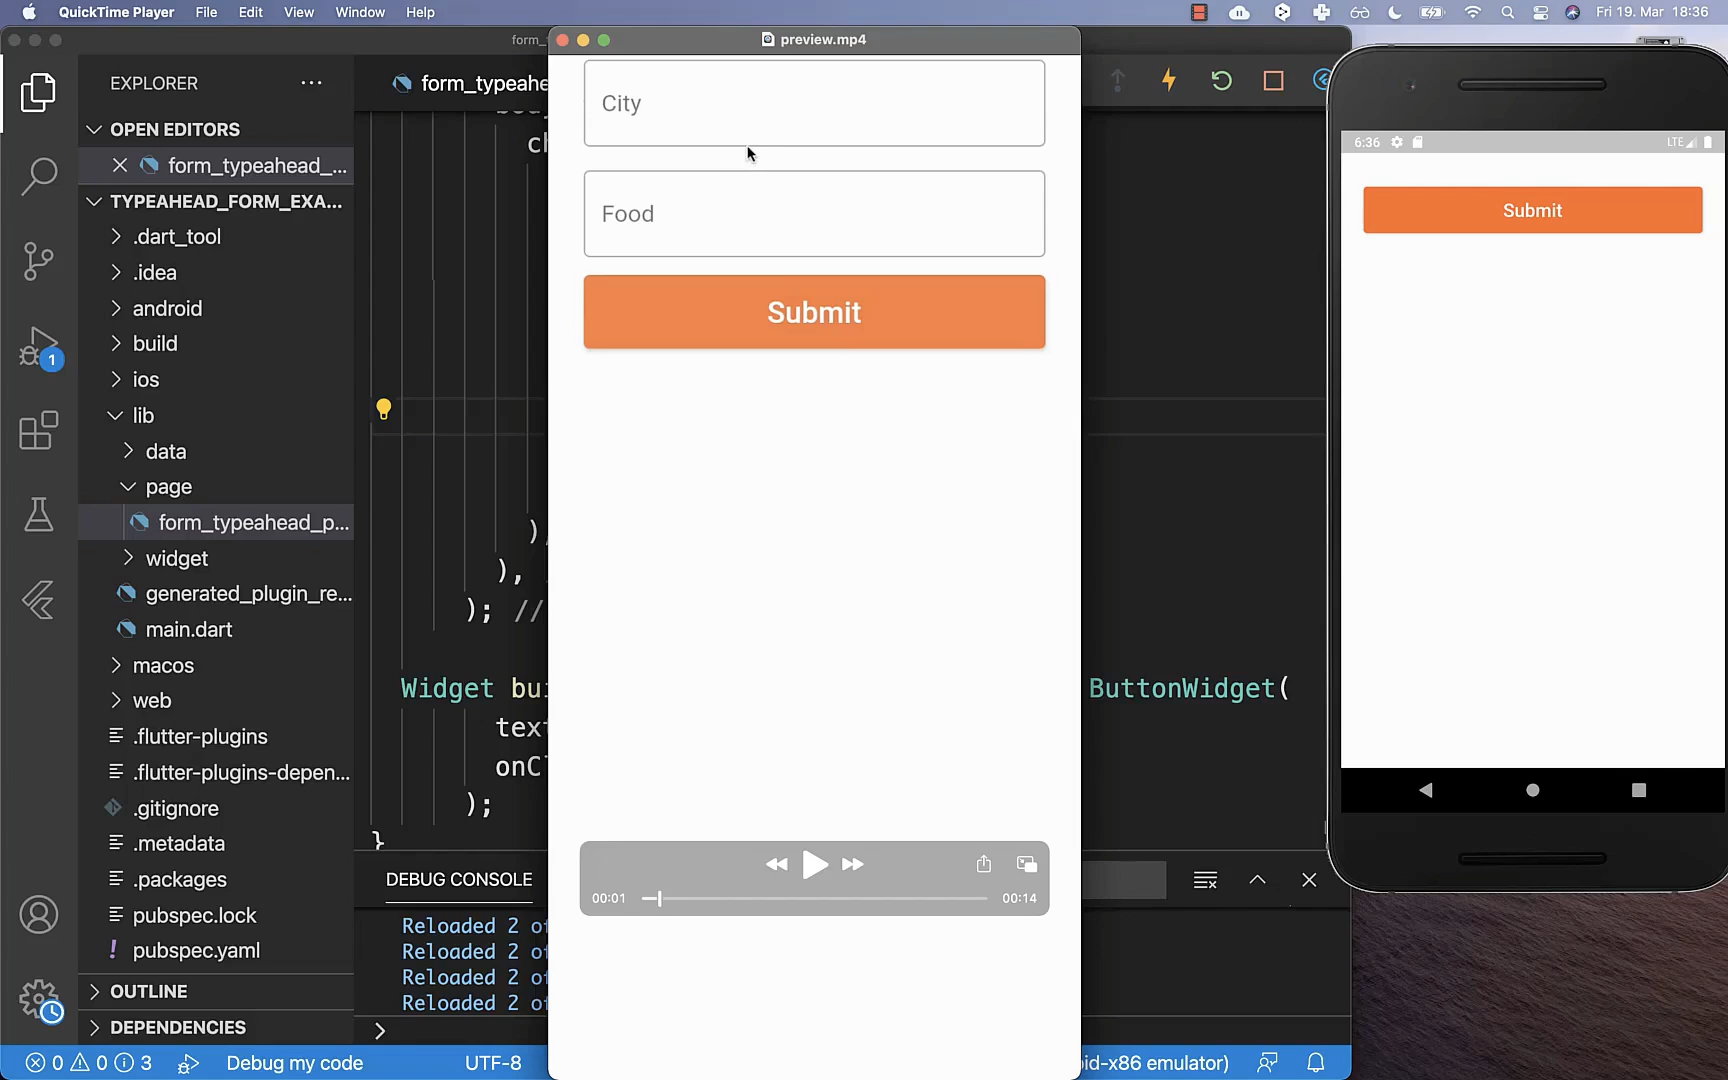 QuickTime Player File Edit View Window Help
Fri 19. Mar 18:36
form_
preview.mp4
EXPLORER
form_typeahe
OPEN EDITORS
form_typeahead_...
TYPEAHEAD_FORM_EXA...
.dart_tool
.idea
android
build
ios
lib
data
page
form_typeahead_p...
widget
generated_plugin_re...
main.dart
macos
web
.flutter-plugins
.flutter-plugins-depen...
.gitignore
.metadata
.packages
pubspec.lock
pubspec.yaml
OUTLINE
DEPENDENCIES
1
ch
),
),
); //
Widget bui
text
onCl
);
}
ButtonWidget(
City
Food
Submit
00:01
00:14
DEBUG CONSOLE
Reloaded 2 of
Reloaded 2 of
Reloaded 2 of
Reloaded 2 of
>
0 0 3 Debug my code
UTF-8
id-x86 emulator)
6:36
LTE
Submit